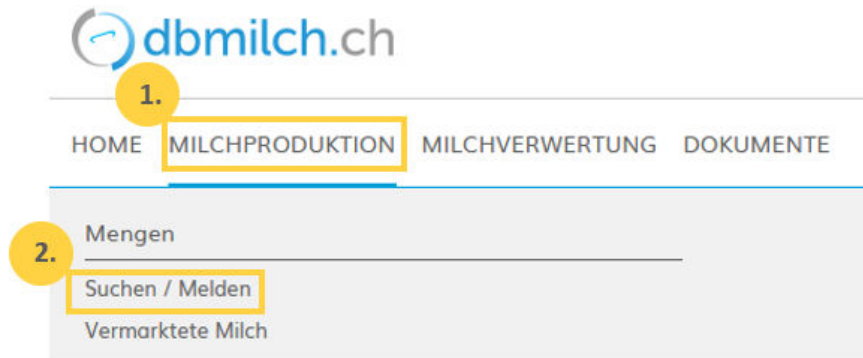 dbmilch.ch
1.
HOME MILCHPRODUKTION MILCHVERWERTUNG DOKUMENTE
Mengen
2.
Suchen / Melden
Vermarktete Milch